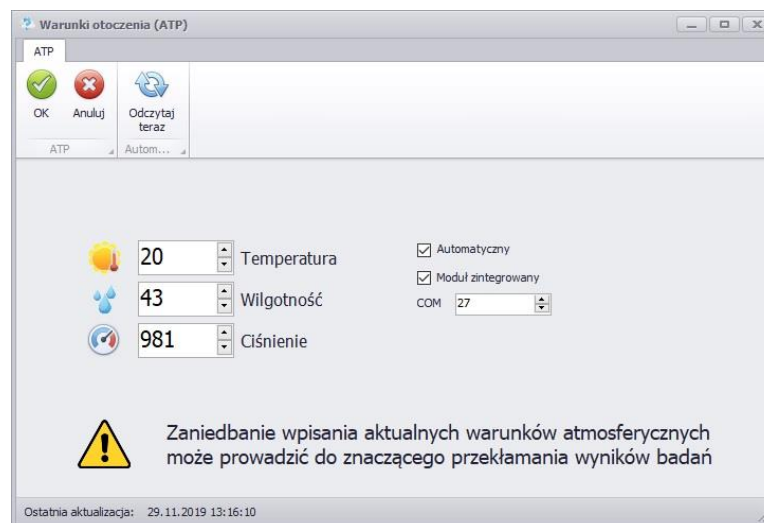 Warunki otoczenia (ATP)
ATP
OK
Anuluj
Odczytaj
teraz
ATP
Autom...
20
Temperatura
Automatyczny
43
Wilgotność
Moduł zintegrowany
COM 27
981
Ciśnienie
Zaniedbanie wpisania aktualnych warunków atmosferycznych
może prowadzić do znaczącego przekłamania wyników badań
Ostatnia aktualizacja: 29.11.2019 13:16:10